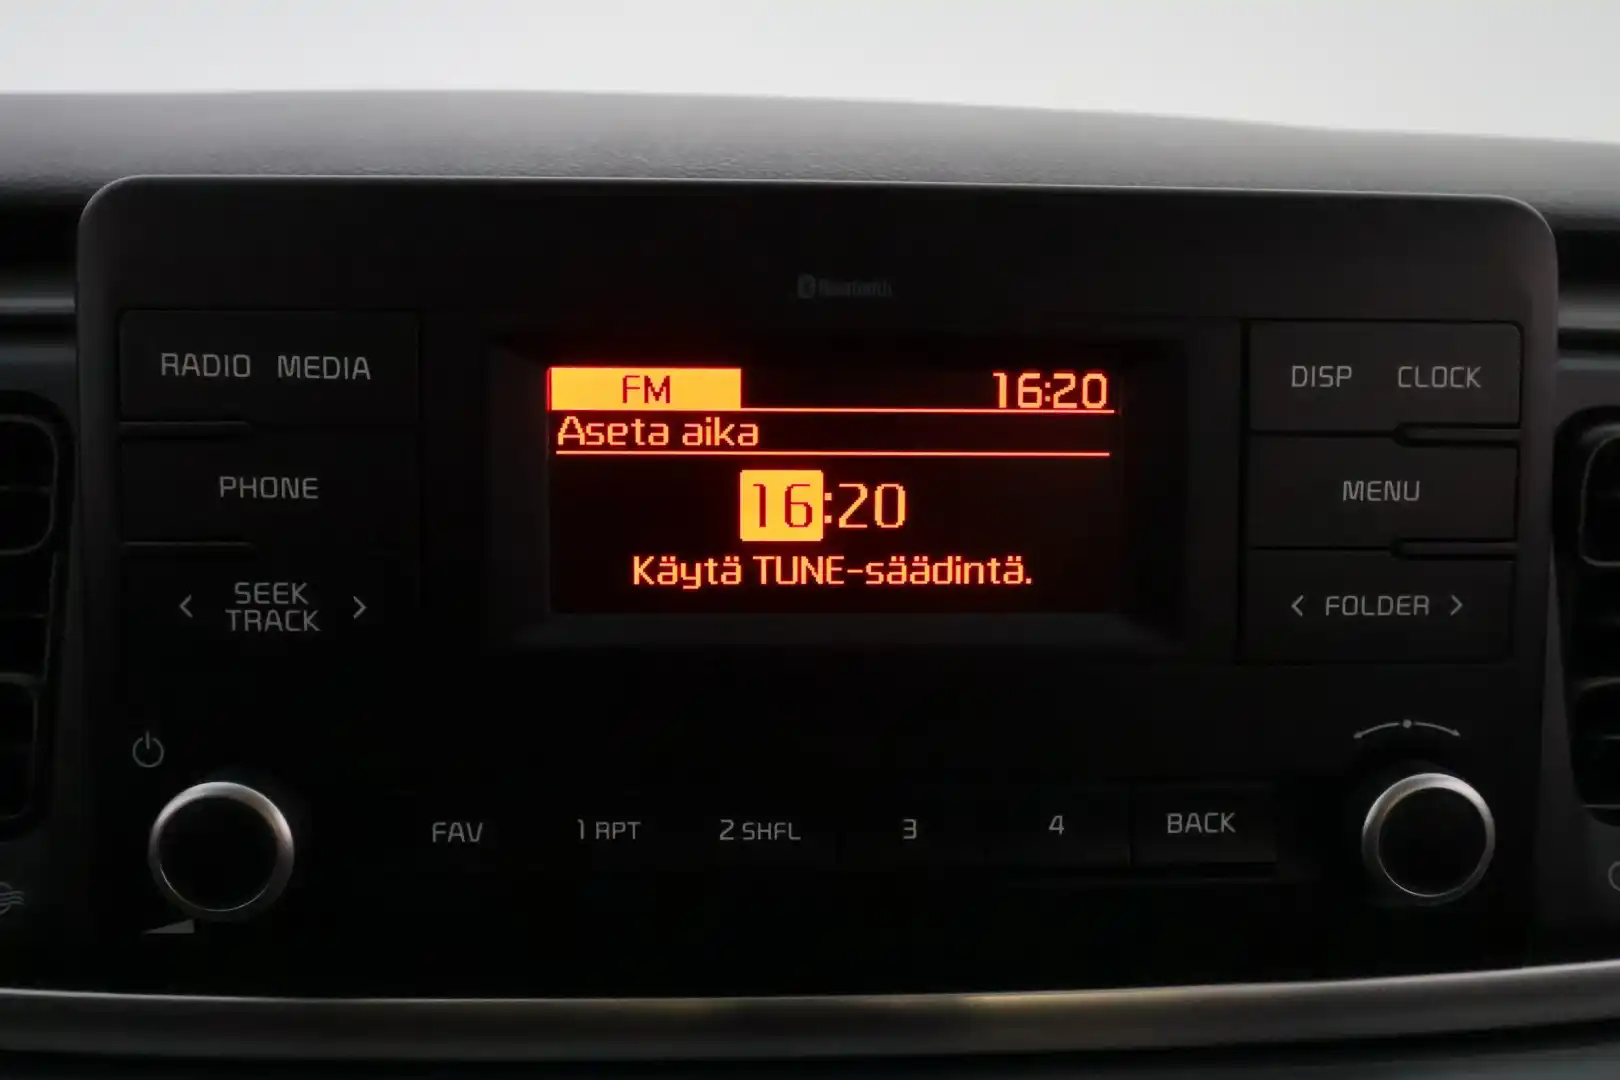 Bluetooth
RADIO MEDIA
PHONE
< SEEK TRACK >
FM 16:20
Aseta aika
16:20
Käytä TUNE-säädintä.
DISP CLOCK
MENU
< FOLDER >
FAV 1 RPT 2 SHFL 3 4 BACK